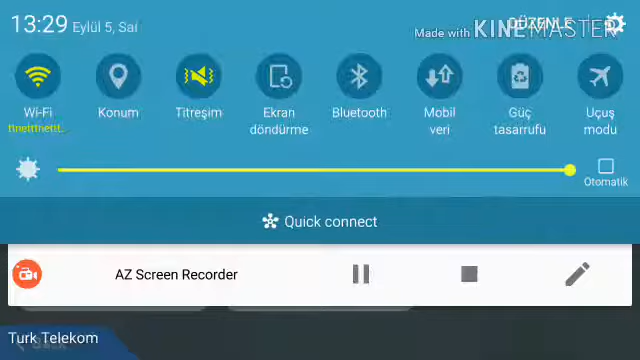 13:29 Eylül 5, Sal
DÜZENLE
Made with KINEMASTER
Wi-Fi
Konum
Titreşim
Ekran döndürme
Bluetooth
Mobil veri
Güç tasarrufu
Uçuş modu
Otomatik
Quick connect
AZ Screen Recorder
Turk Telekom